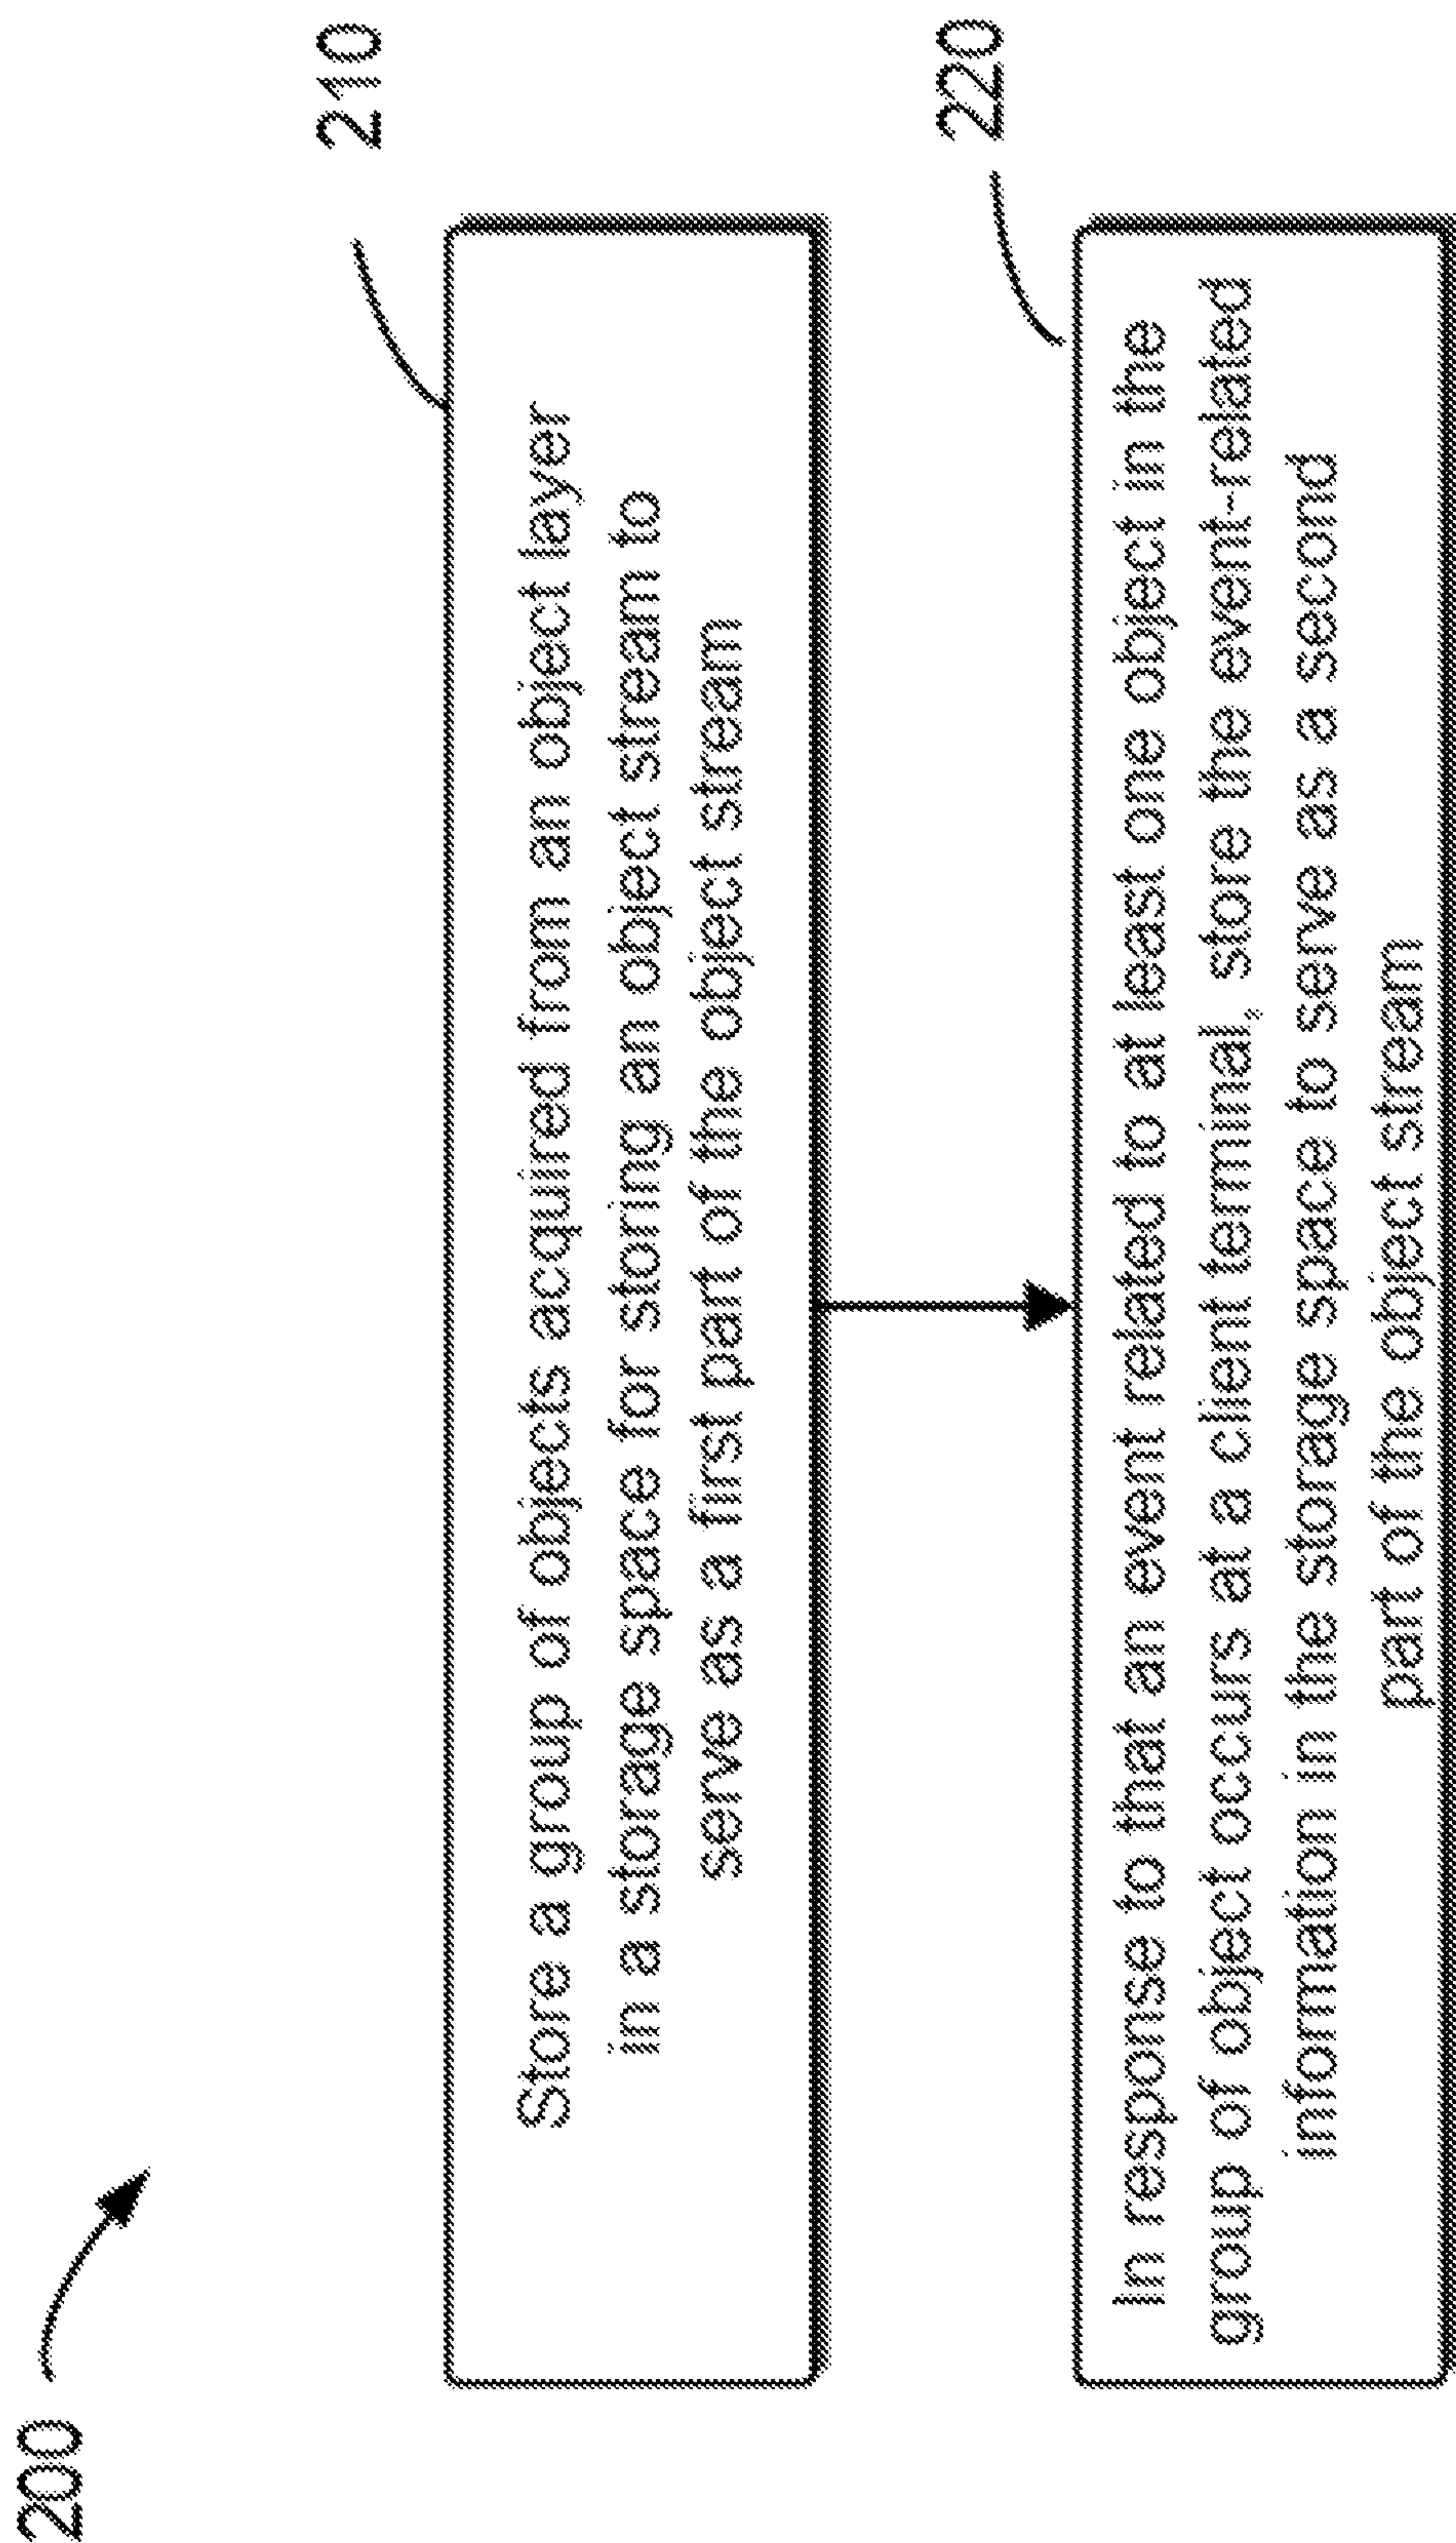 200
210
Store a group of objects acquired from an object layer
in a storage space for storing an object stream to
serve as a first part of the object stream
220
In response to that an event related to at least one object in the
group of object occurs at a client terminal, store the event-related
information in the storage space to serve as a second
part of the object stream